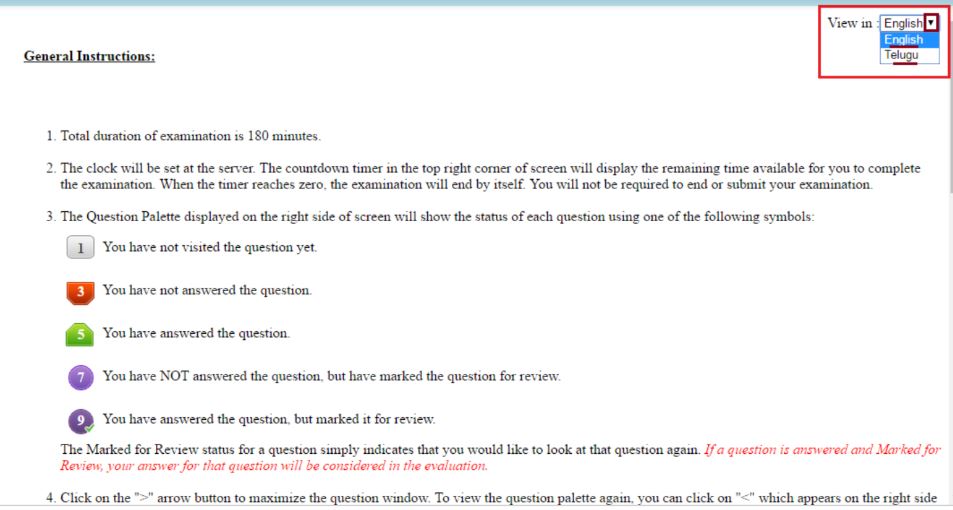 View in : English
English
Telugu
General Instructions:
1. Total duration of examination is 180 minutes.
2. The clock will be set at the server. The countdown timer in the top right corner of screen will display the remaining time available for you to complete
the examination. When the timer reaches zero, the examination will end by itself. You will not be required to end or submit your examination.
3. The Question Palette displayed on the right side of screen will show the status of each question using one of the following symbols:
1 You have not visited the question yet.
3 You have not answered the question.
5 You have answered the question.
7 You have NOT answered the question, but have marked the question for review.
9 You have answered the question, but marked it for review.
The Marked for Review status for a question simply indicates that you would like to look at that question again. If a question is answered and Marked for
Review, your answer for that question will be considered in the evaluation.
4. Click on the ">" arrow button to maximize the question window. To view the question palette again, you can click on "<" which appears on the right side